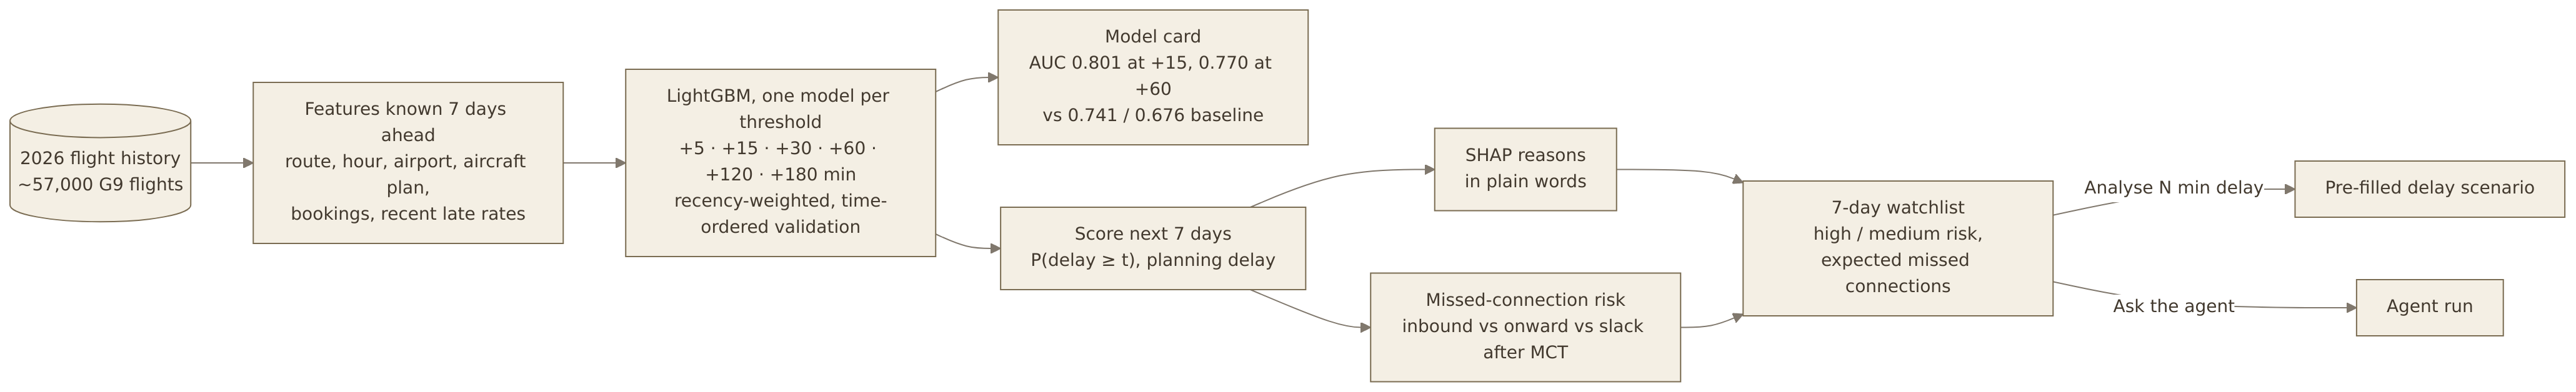 2026 flight history
~57,000 G9 flights
Features known 7 days
ahead
route, hour, airport, aircraft
plan,
bookings, recent late rates
LightGBM, one model per
threshold
+5 · +15 · +30 · +60 ·
+120 · +180 min
recency-weighted, time-
ordered validation
Model card
AUC 0.801 at +15, 0.770 at
+60
vs 0.741 / 0.676 baseline
Score next 7 days
P(delay ≥ t), planning delay
SHAP reasons
in plain words
Missed-connection risk
inbound vs onward vs slack
after MCT
7-day watchlist
high / medium risk,
expected missed
connections
Analyse N min delay
Pre-filled delay scenario
Ask the agent
Agent run